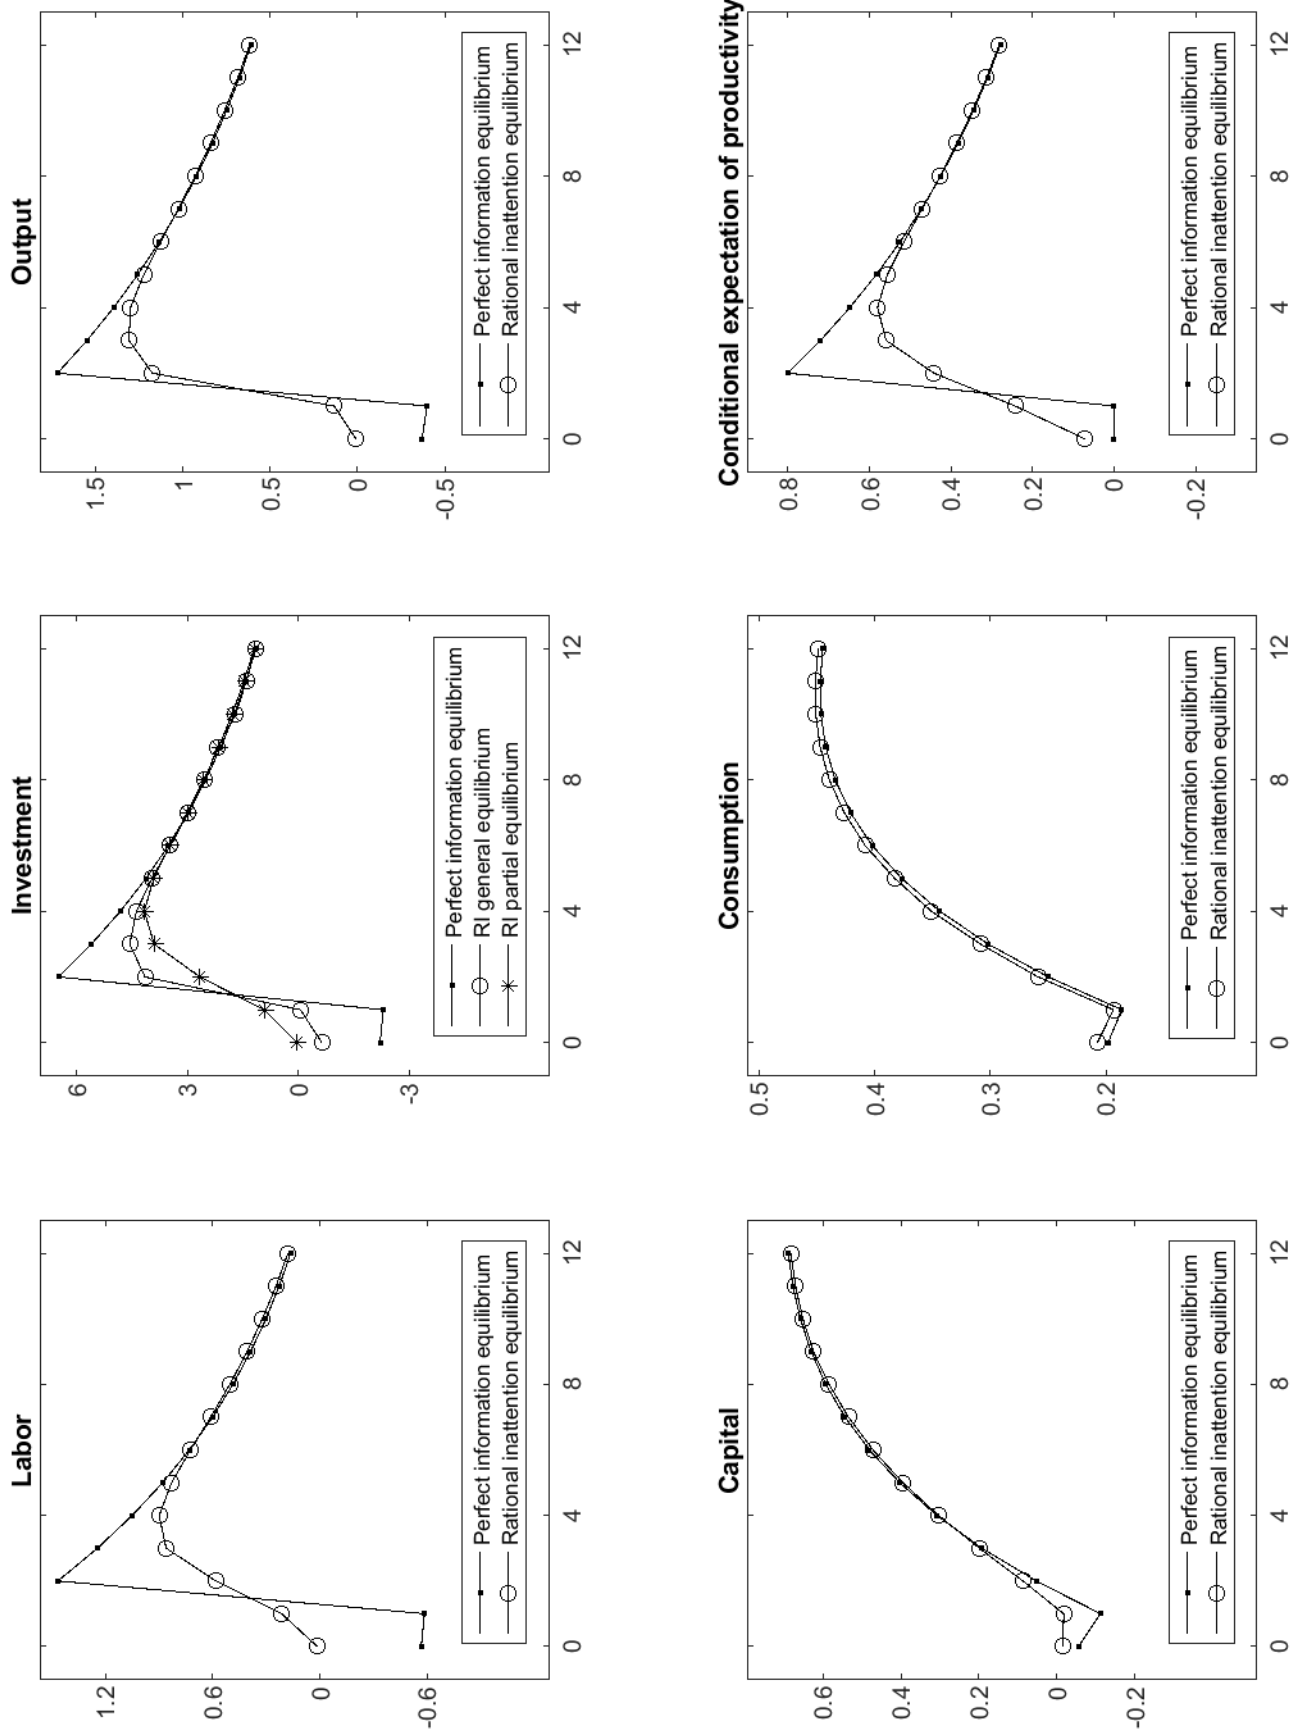 Labor
1.2
0.6
0
-0.6
Perfect information equilibrium
Rational inattention equilibrium
0
4
8
12
Investment
6
3
0
-3
Perfect information equilibrium
RI general equilibrium
RI partial equilibrium
0
4
8
12
Output
1.5
1
0.5
0
-0.5
Perfect information equilibrium
Rational inattention equilibrium
0
4
8
12
Capital
0.6
0.4
0.2
0
-0.2
Perfect information equilibrium
Rational inattention equilibrium
0
4
8
12
Consumption
0.5
0.4
0.3
0.2
Perfect information equilibrium
Rational inattention equilibrium
0
4
8
12
Conditional expectation of productivity
0.8
0.6
0.4
0.2
0
-0.2
Perfect information equilibrium
Rational inattention equilibrium
0
4
8
12